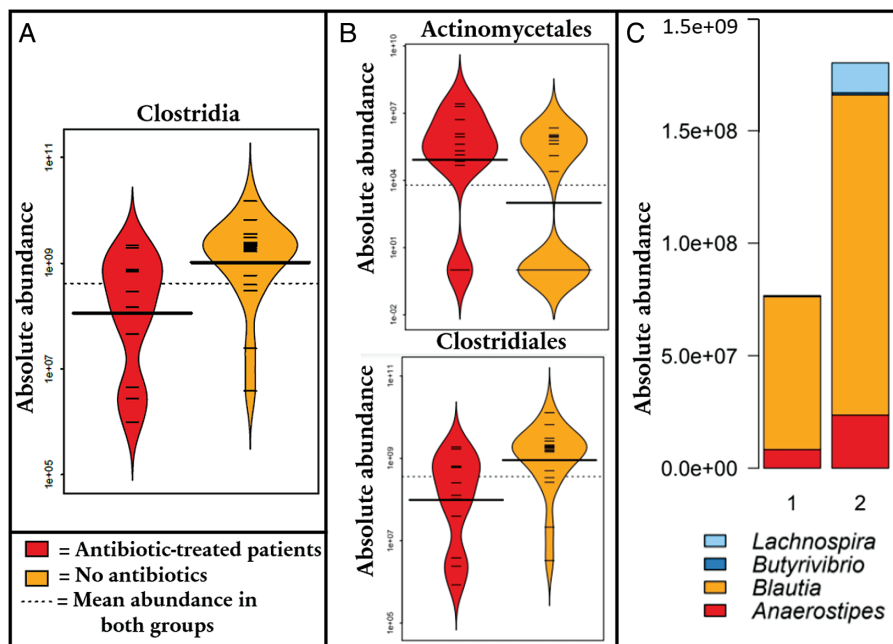 A
Clostridia
Absolute abundance
1e+11
1e+09
1e+07
1e+05
= Antibiotic-treated patients
= No antibiotics
= Mean abundance in
both groups
B
Actinomycetales
Absolute abundance
1e+10
1e+07
1e+04
1e+01
1e-02
Clostridiales
Absolute abundance
1e+11
1e+09
1e+07
1e+05
C
Absolute abundance
1.5e+09
1.5e+08
1.0e+08
5.0e+07
0.0e+00
1 2
Lachnospira
Butyrivibrio
Blautia
Anaerostipes